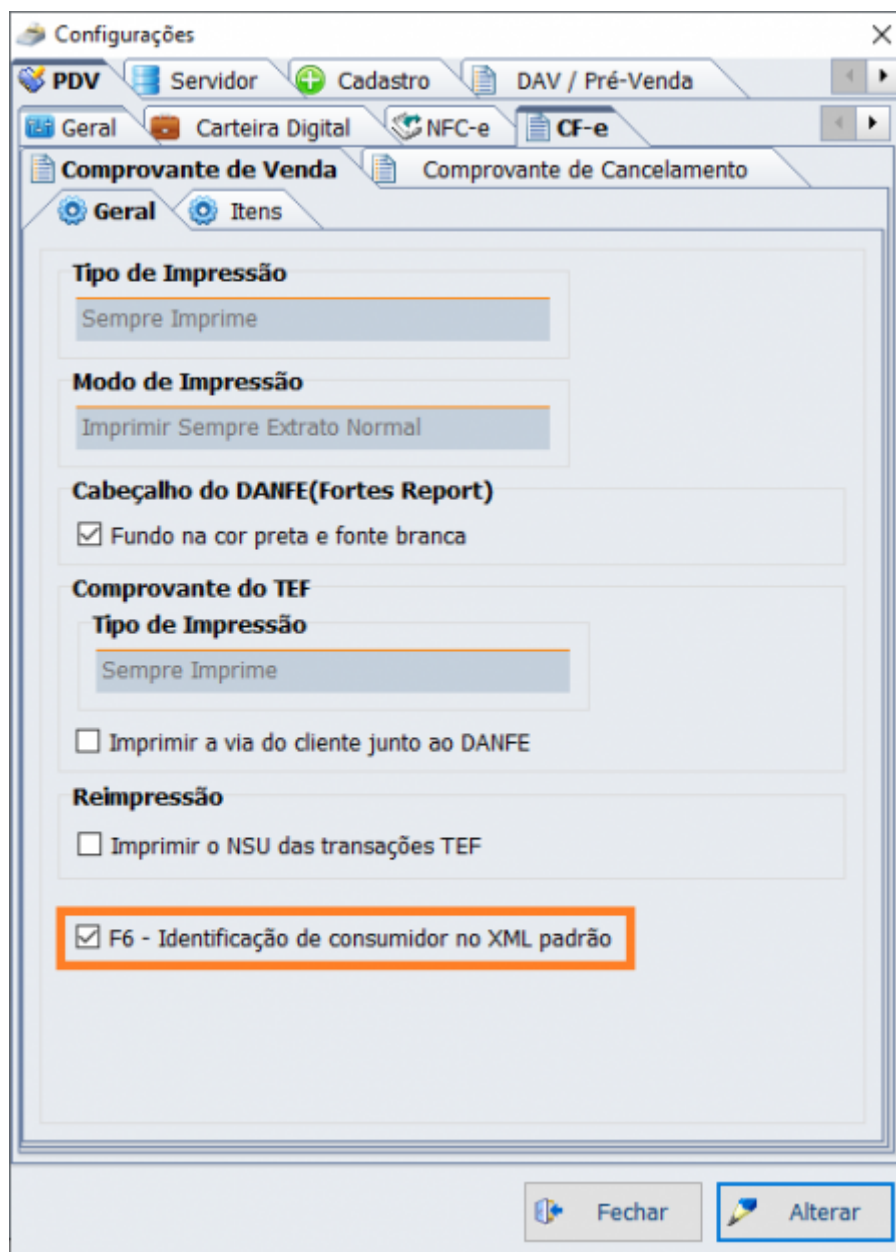 Configurações
PDV Servidor Cadastro DAV / Pré-Venda
Geral Carteira Digital NFC-e CF-e
Comprovante de Venda Comprovante de Cancelamento
Geral Itens
Tipo de Impressão
Sempre Imprime
Modo de Impressão
Imprimir Sempre Extrato Normal
Cabeçalho do DANFE(Fortes Report)
Fundo na cor preta e fonte branca
Comprovante do TEF
Tipo de Impressão
Sempre Imprime
Imprimir a via do cliente junto ao DANFE
Reimpressão
Imprimir o NSU das transações TEF
F6 - Identificação de consumidor no XML padrão
Fechar Alterar